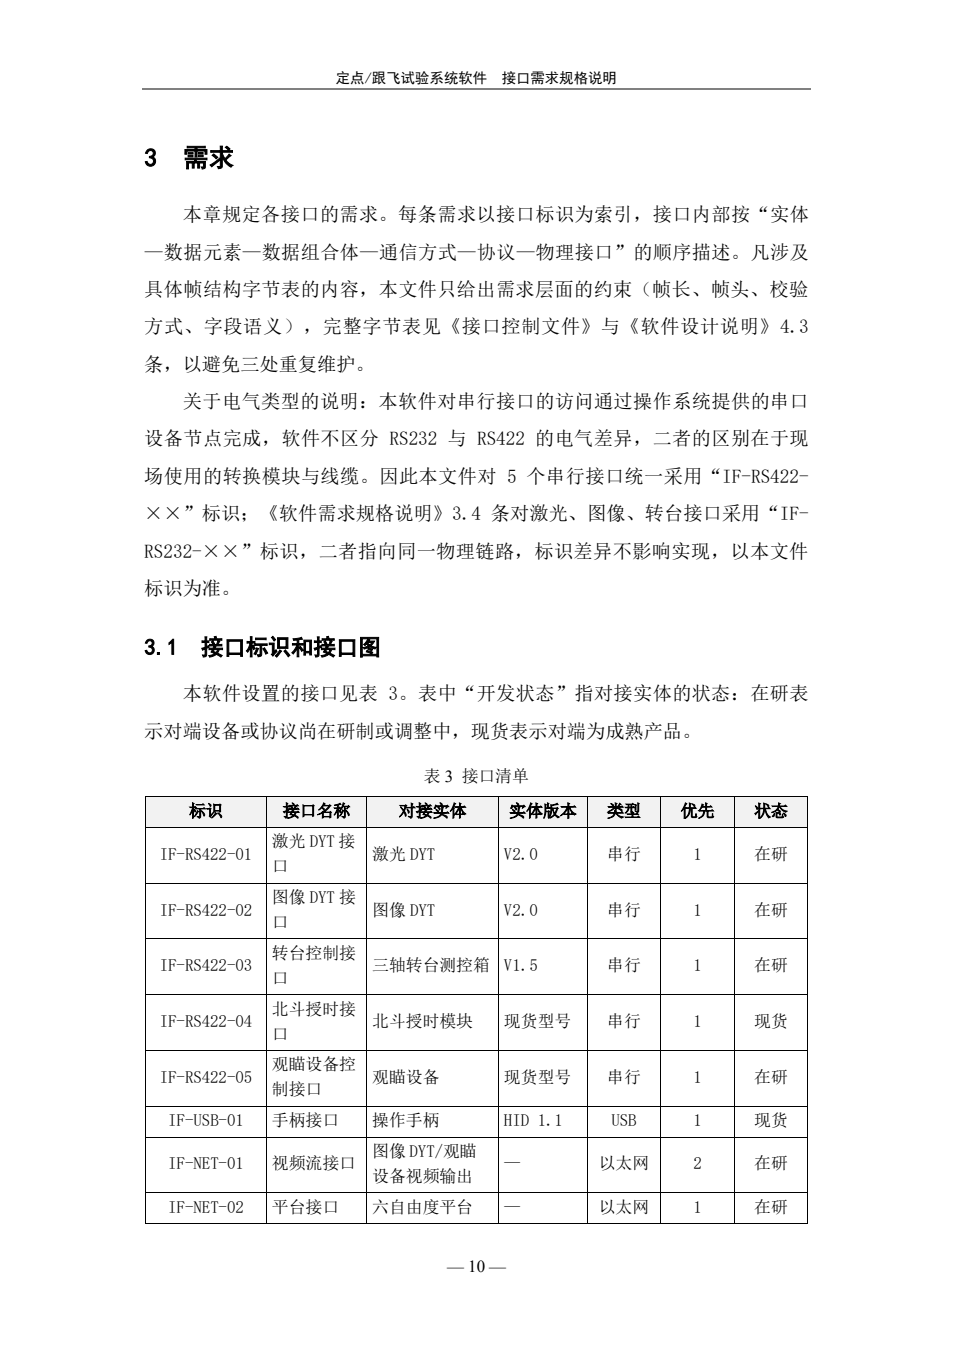 定点/跟飞试验系统软件　接口需求规格说明
3　需求
本章规定各接口的需求。每条需求以接口标识为索引，接口内部按“实体
—数据元素—数据组合体—通信方式—协议—物理接口”的顺序描述。凡涉及
具体帧结构字节表的内容，本文件只给出需求层面的约束（帧长、帧头、校验
方式、字段语义），完整字节表见《接口控制文件》与《软件设计说明》4.3
条，以避免三处重复维护。
关于电气类型的说明：本软件对串行接口的访问通过操作系统提供的串口
设备节点完成，软件不区分 RS232 与 RS422 的电气差异，二者的区别在于现
场使用的转换模块与线缆。因此本文件对 5 个串行接口统一采用“IF-RS422-
××”标识；《软件需求规格说明》3.4 条对激光、图像、转台接口采用“IF-
RS232-××”标识，二者指向同一物理链路，标识差异不影响实现，以本文件
标识为准。
3.1　接口标识和接口图
本软件设置的接口见表 3。表中“开发状态”指对接实体的状态：在研表
示对端设备或协议尚在研制或调整中，现货表示对端为成熟产品。
表 3 接口清单
标识 接口名称 对接实体 实体版本 类型 优先 状态
IF-RS422-01 激光 DYT 接口 激光 DYT V2.0 串行 1 在研
IF-RS422-02 图像 DYT 接口 图像 DYT V2.0 串行 1 在研
IF-RS422-03 转台控制接口 三轴转台测控箱 V1.5 串行 1 在研
IF-RS422-04 北斗授时接口 北斗授时模块 现货型号 串行 1 现货
IF-RS422-05 观瞄设备控制接口 观瞄设备 现货型号 串行 1 在研
IF-USB-01 手柄接口 操作手柄 HID 1.1 USB 1 现货
IF-NET-01 视频流接口 图像 DYT/观瞄设备视频输出 — 以太网 2 在研
IF-NET-02 平台接口 六自由度平台 — 以太网 1 在研
— 10 —